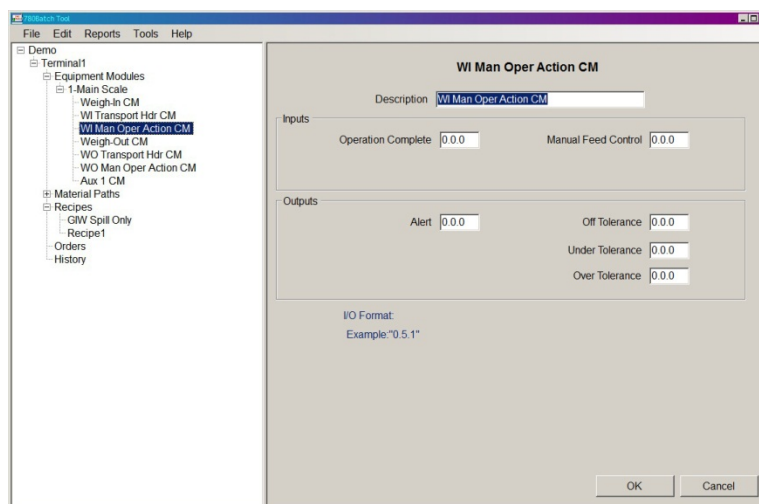 780Batch Tool
File Edit Reports Tools Help
Demo
Terminal1
Equipment Modules
1-Main Scale
Weigh-In CM
WI Transport Hdr CM
WI Man Oper Action CM
Weigh-Out CM
WO Transport Hdr CM
WO Man Oper Action CM
Aux 1 CM
Material Paths
Recipes
GIW Spill Only
Recipe1
Orders
History
WI Man Oper Action CM
Description WI Man Oper Action CM
Inputs
Operation Complete 0.0.0 Manual Feed Control 0.0.0
Outputs
Alert 0.0.0 Off Tolerance 0.0.0
Under Tolerance 0.0.0
Over Tolerance 0.0.0
I/O Format:
Example:"0.5.1"
OK Cancel